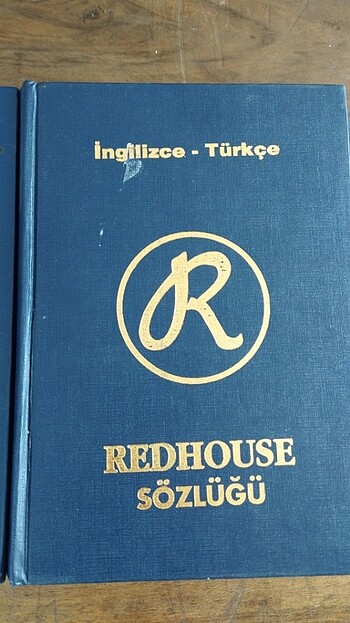 İngilizce - Türkçe
R
REDHOUSE
SÖZLÜĞÜ